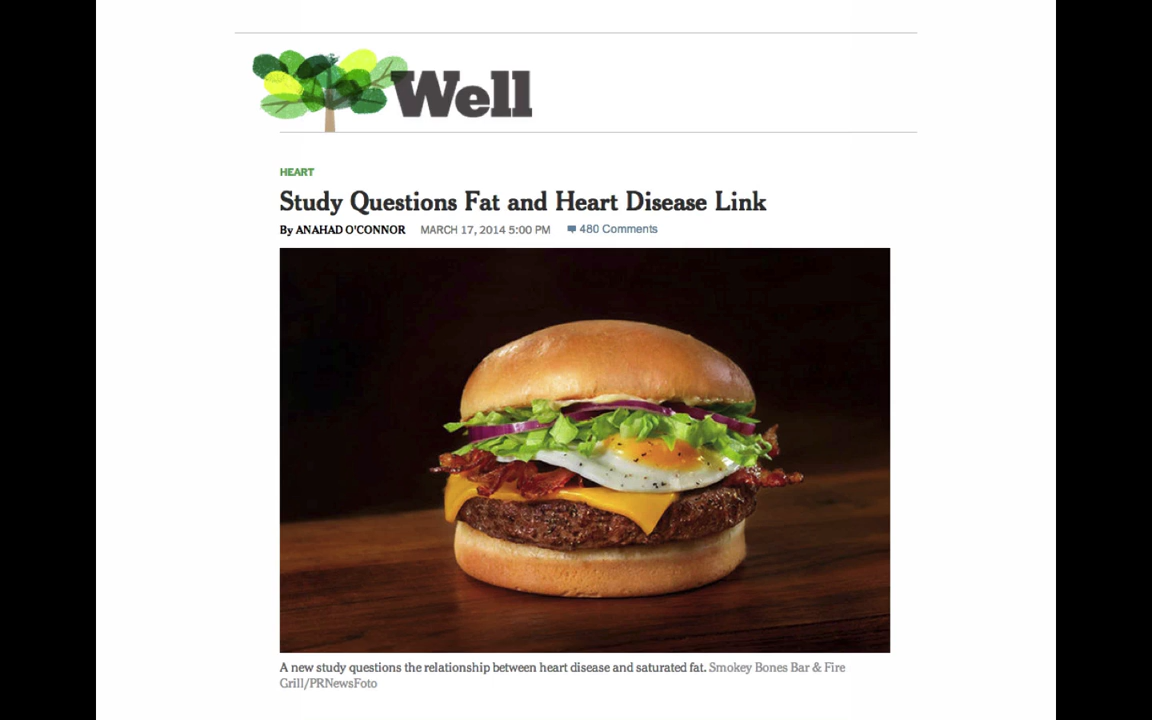 Well
HEART
Study Questions Fat and Heart Disease Link
By ANAHAD O'CONNOR MARCH 17, 2014 5:00 PM 480 Comments
A new study questions the relationship between heart disease and saturated fat. Smokey Bones Bar & Fire
Grill/PRNewsFoto